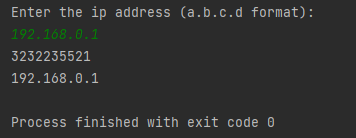 Enter the ip address (a.b.c.d format):
192.168.0.1
3232235521
192.168.0.1
Process finished with exit code 0